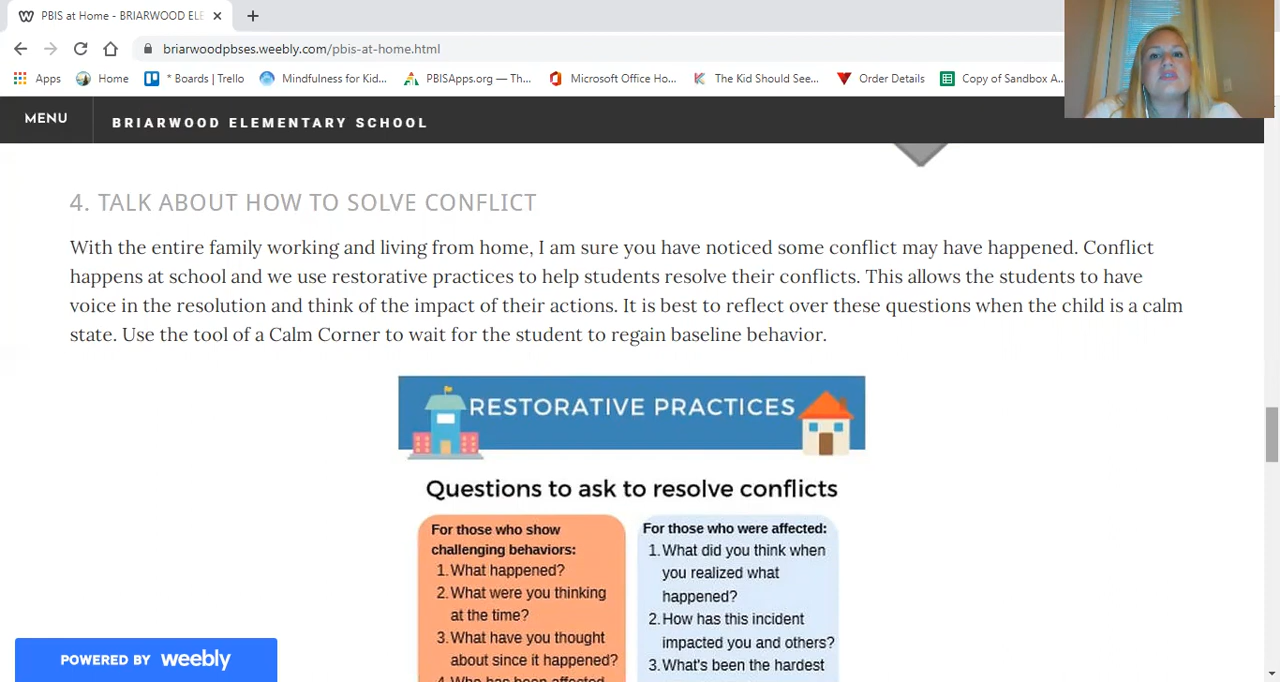 PBIS at Home - BRIARWOOD ELE
briarwoodpbses.weebly.com/pbis-at-home.html
Apps Home * Boards | Trello Mindfulness for Kid... PBISApps.org — Th... Microsoft Office Ho... The Kid Should See... Order Details Copy of Sandbox A...
MENU BRIARWOOD ELEMENTARY SCHOOL
4. TALK ABOUT HOW TO SOLVE CONFLICT
With the entire family working and living from home, I am sure you have noticed some conflict may have happened. Conflict
happens at school and we use restorative practices to help students resolve their conflicts. This allows the students to have
voice in the resolution and think of the impact of their actions. It is best to reflect over these questions when the child is a calm
state. Use the tool of a Calm Corner to wait for the student to regain baseline behavior.
RESTORATIVE PRACTICES
Questions to ask to resolve conflicts
For those who show
challenging behaviors:
1. What happened?
2. What were you thinking
at the time?
3. What have you thought
about since it happened?
4. Who has been affected
For those who were affected:
1. What did you think when
you realized what
happened?
2. How has this incident
impacted you and others?
3. What's been the hardest
POWERED BY weebly